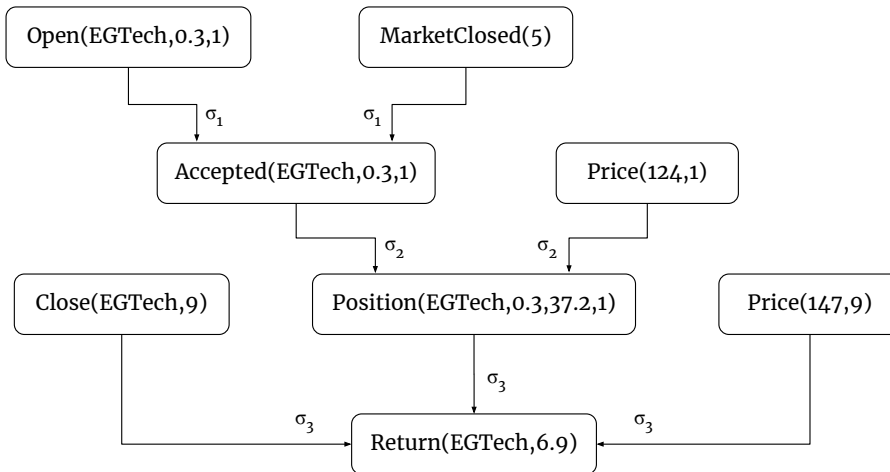 Open(EGTech,0.3,1)
MarketClosed(5)
σ1
σ1
Accepted(EGTech,0.3,1)
Price(124,1)
σ2
σ2
Close(EGTech,9)
Position(EGTech,0.3,37.2,1)
Price(147,9)
σ3
σ3
σ3
Return(EGTech,6.9)